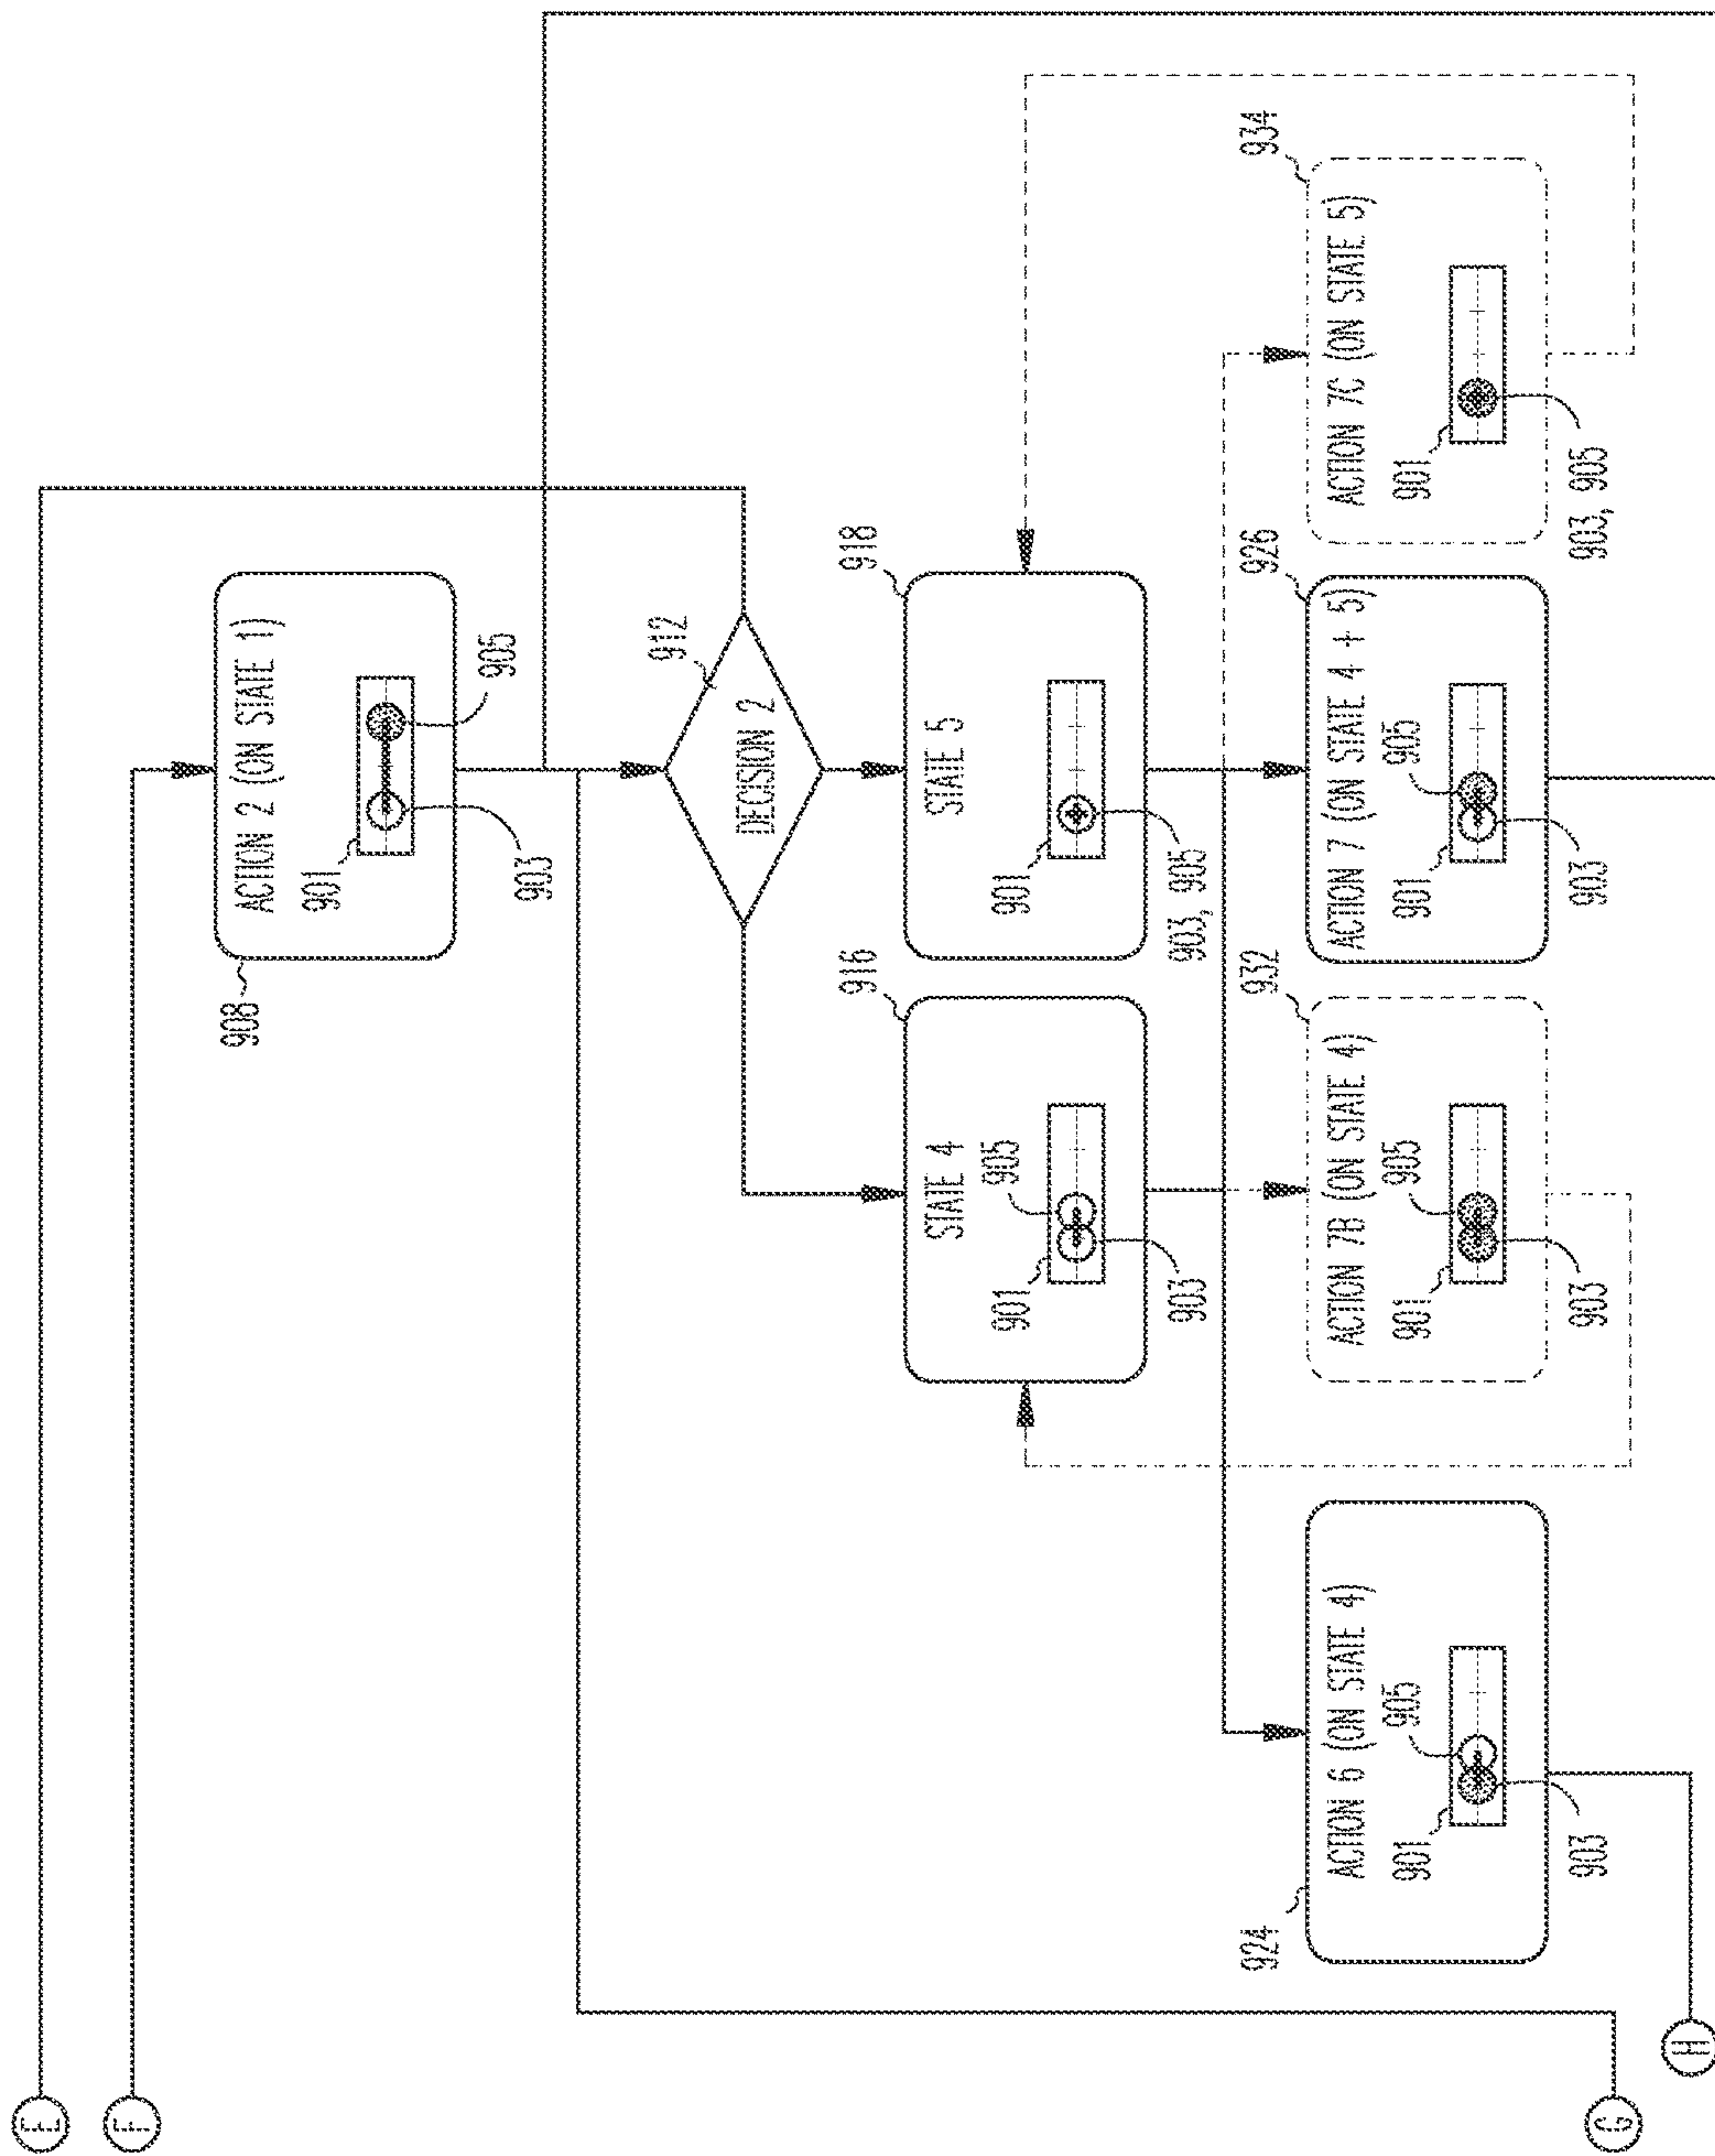 E
F
908
ACTION 2 (ON STATE 1)
901
905
903
912
DECISION 2
916
STATE 4
901
905
903
918
STATE 5
901
903, 905
924
ACTION 6 (ON STATE 4)
901
905
903
932
ACTION 7B (ON STATE 4)
901
905
903
926
ACTION 7 (ON STATE 4 + 5)
901
905
903
934
ACTION 7C (ON STATE 5)
901
903, 905
G
H